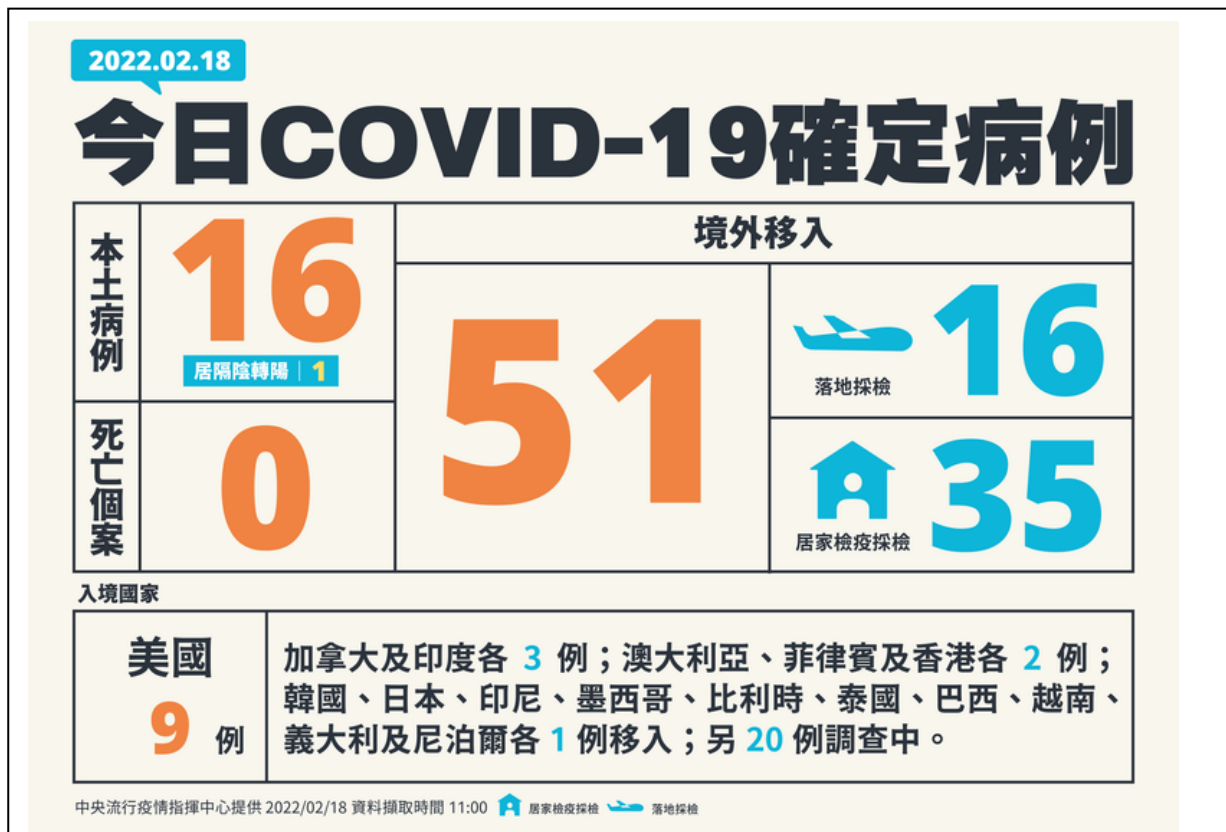 2022.02.18
今日COVID-19確定病例
本土病例
16
居隔陰轉陽｜1
死亡個案
0
境外移入
51
16
落地採檢
35
居家檢疫採檢
入境國家
美國
9 例
加拿大及印度各 3 例；澳大利亞、菲律賓及香港各 2 例；
韓國、日本、印尼、墨西哥、比利時、泰國、巴西、越南、
義大利及尼泊爾各 1 例移入；另 20 例調查中。
中央流行疫情指揮中心提供 2022/02/18 資料擷取時間 11:00 居家檢疫採檢 落地採檢